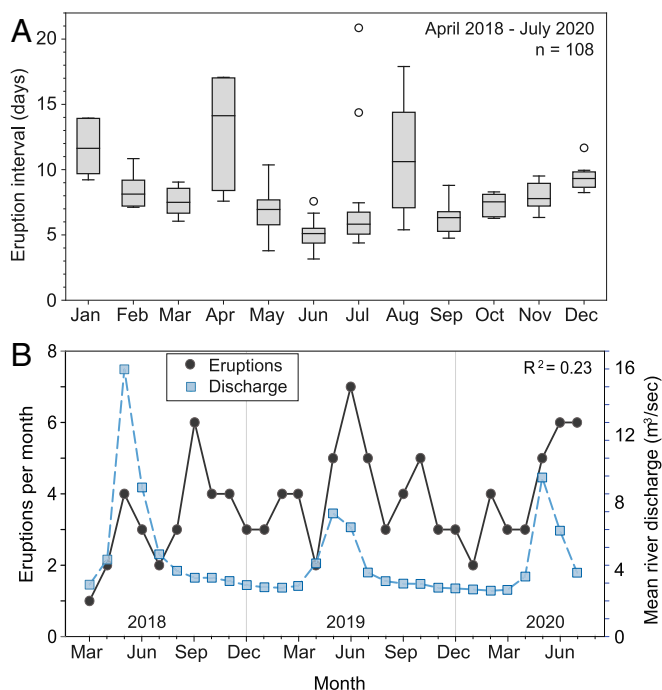 A
April 2018 - July 2020
n = 108
Eruption interval (days)
20
15
10
5
0
Jan Feb Mar Apr May Jun Jul Aug Sep Oct Nov Dec
B
Eruptions
Discharge
R² = 0.23
Eruptions per month
8
6
4
2
0
Mean river discharge (m³/sec)
16
12
8
4
0
2018 2019 2020
Mar Jun Sep Dec Mar Jun Sep Dec Mar Jun
Month